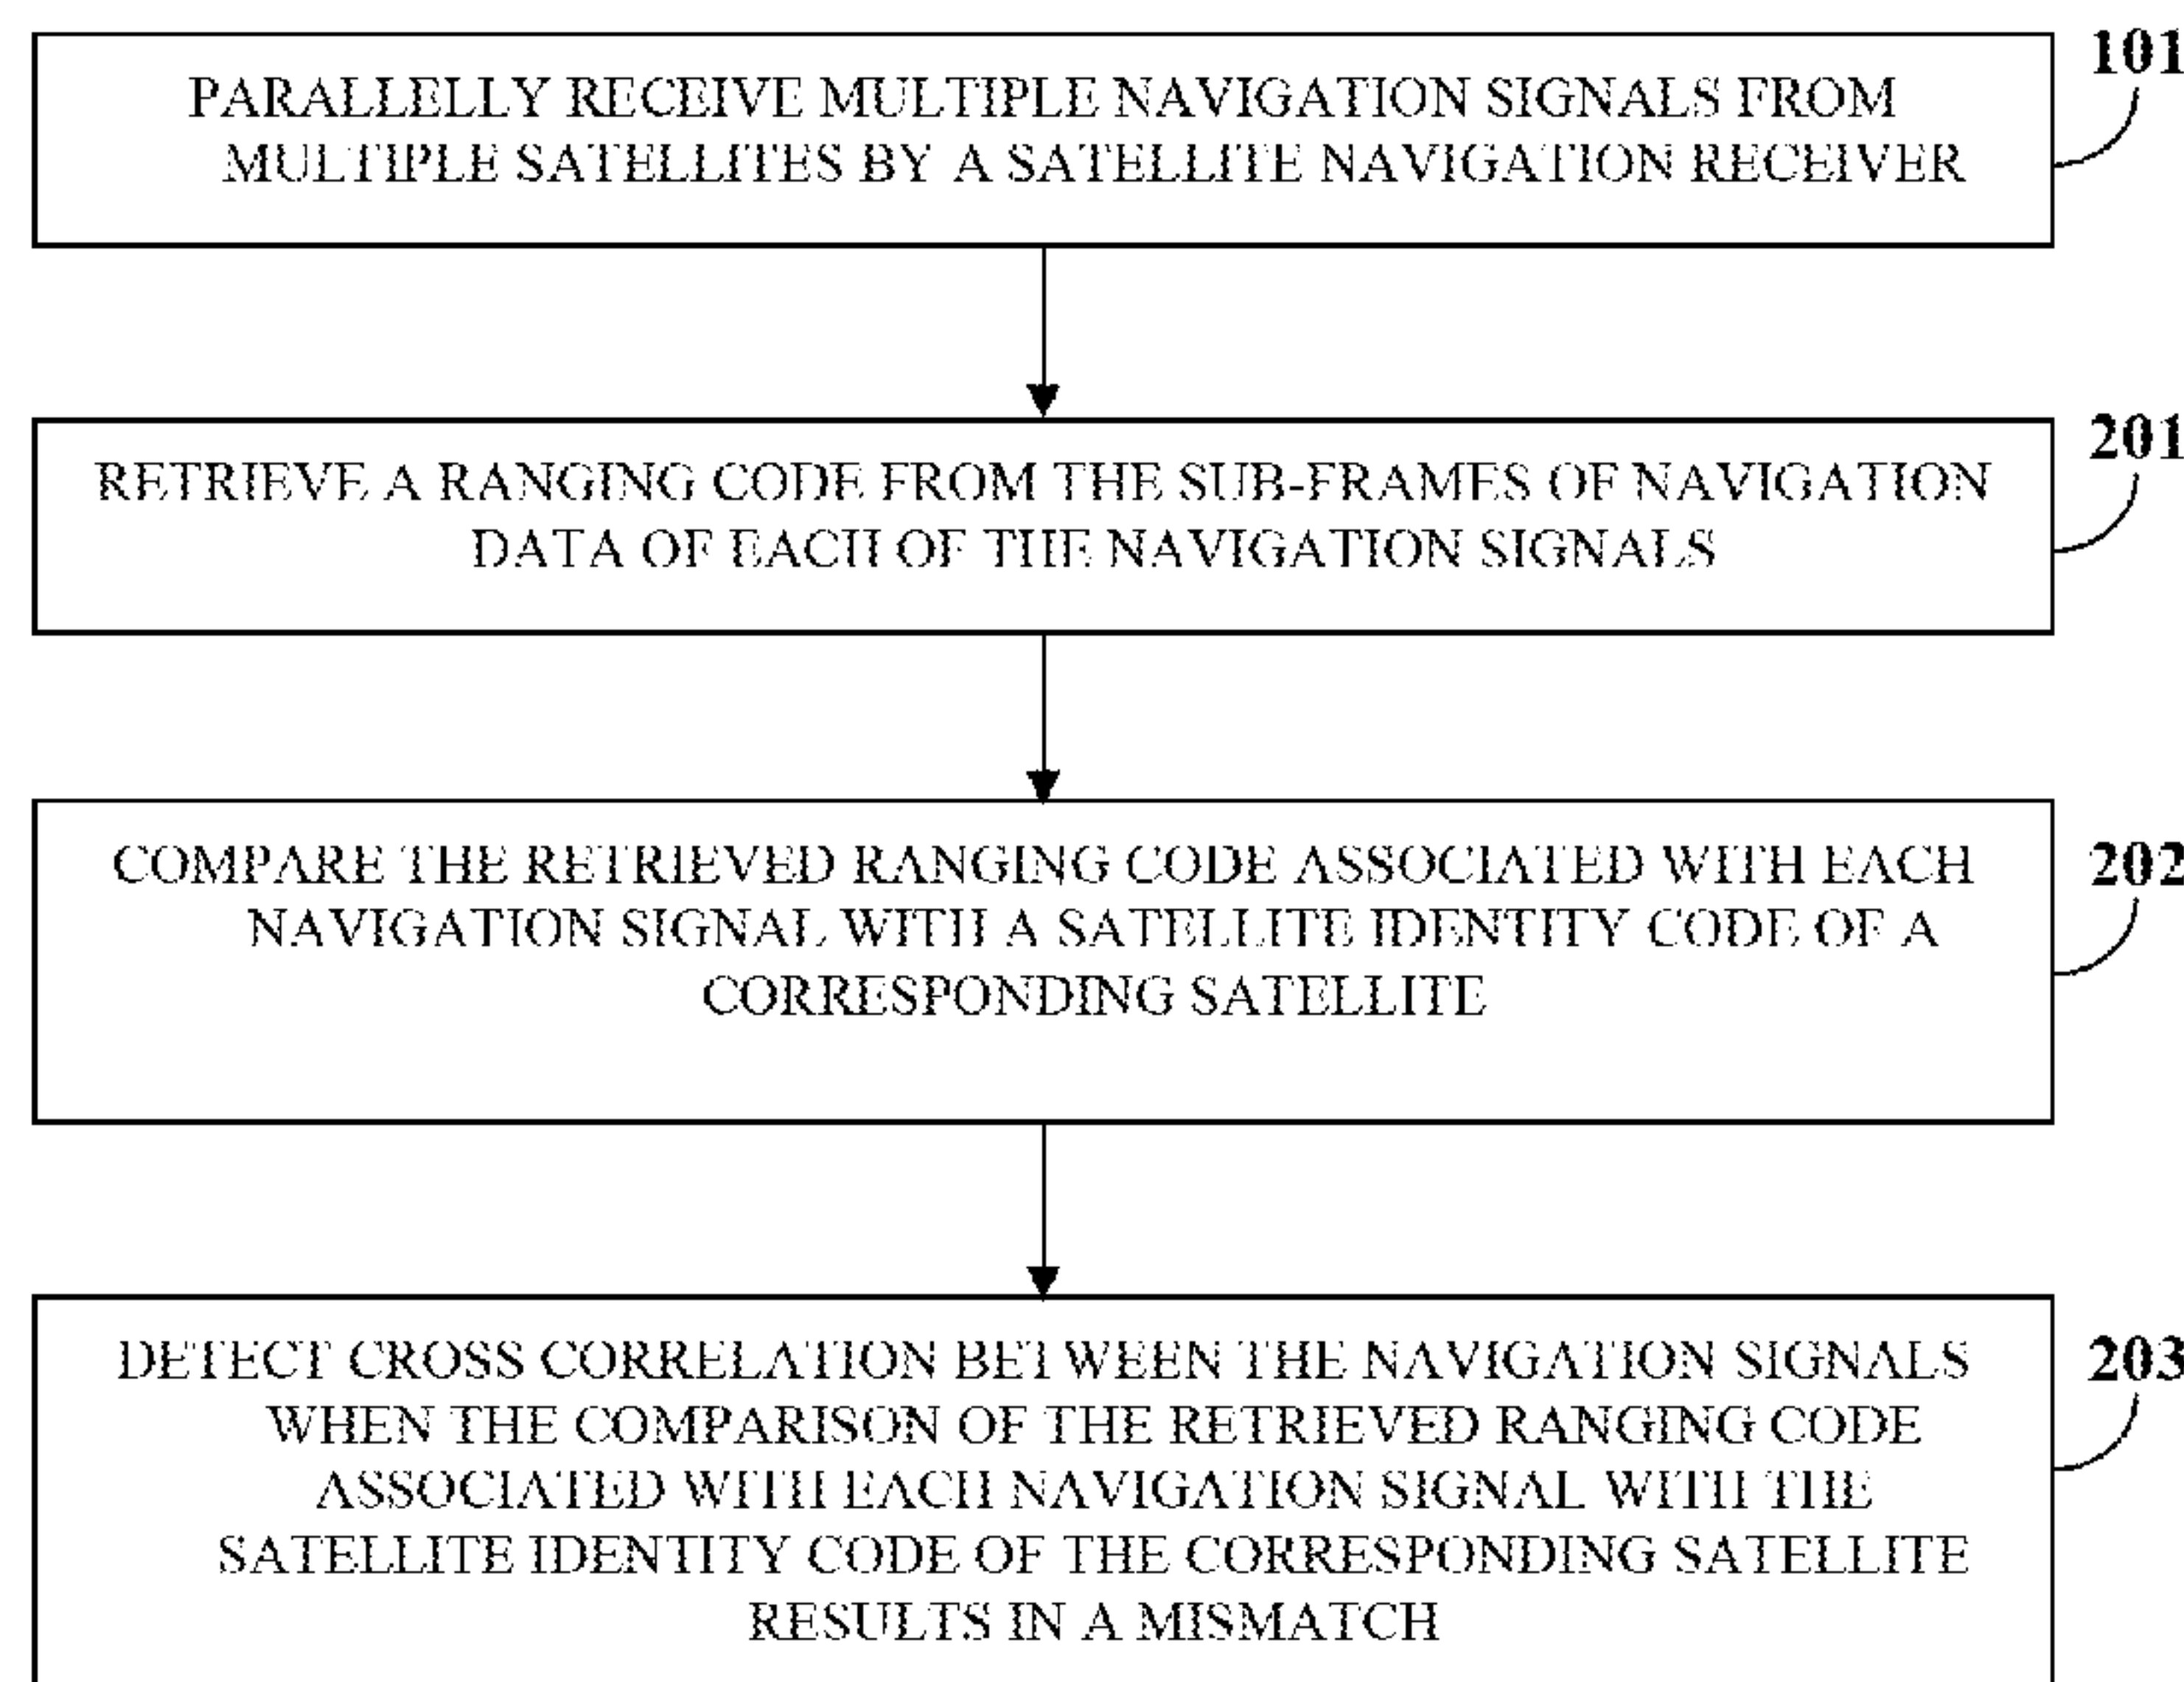 101
PARALLELLY RECEIVE MULTIPLE NAVIGATION SIGNALS FROM
MULTIPLE SATELLITES BY A SATELLITE NAVIGATION RECEIVER
201
RETRIEVE A RANGING CODE FROM THE SUB-FRAMES OF NAVIGATION
DATA OF EACH OF THE NAVIGATION SIGNALS
202
COMPARE THE RETRIEVED RANGING CODE ASSOCIATED WITH EACH
NAVIGATION SIGNAL WITH A SATELLITE IDENTITY CODE OF A
CORRESPONDING SATELLITE
203
DETECT CROSS CORRELATION BETWEEN THE NAVIGATION SIGNALS
WHEN THE COMPARISON OF THE RETRIEVED RANGING CODE
ASSOCIATED WITH EACH NAVIGATION SIGNAL WITH THE
SATELLITE IDENTITY CODE OF THE CORRESPONDING SATELLITE
RESULTS IN A MISMATCH